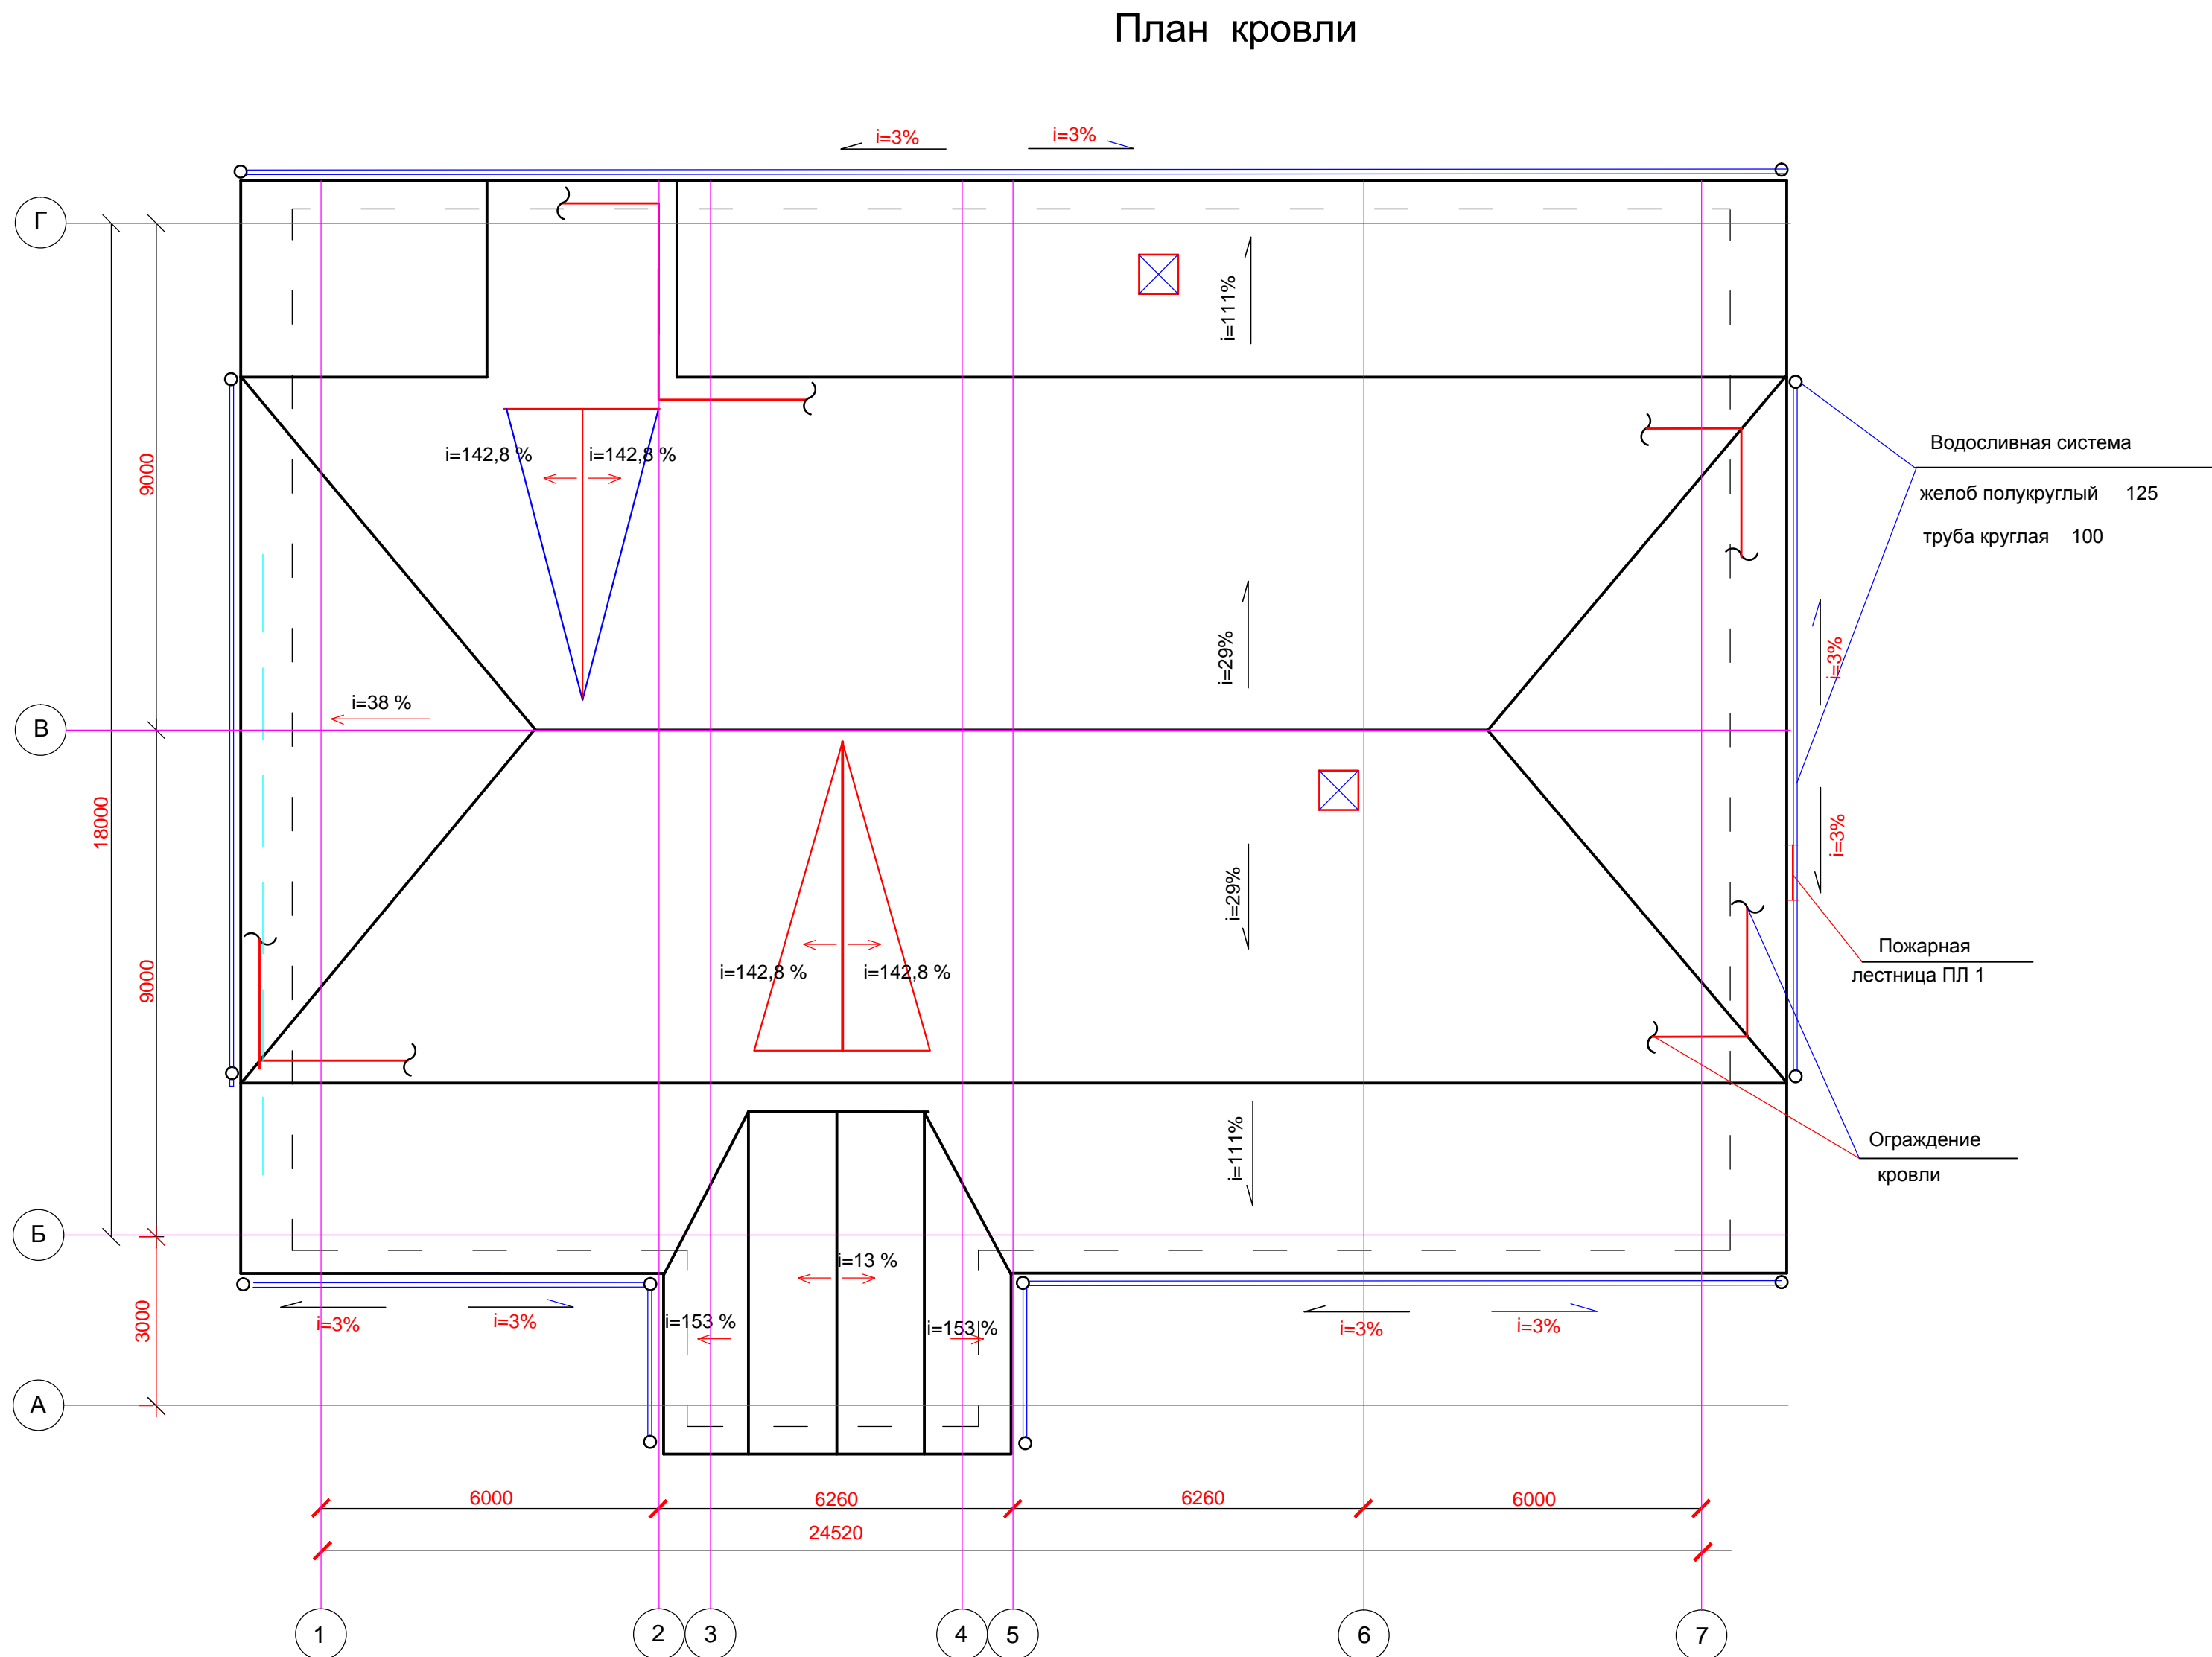 План кровли
i=3%
i=3%
Г
i=111%
9000
i=142,8 %
i=142,8 %
Водосливная система
желоб полукруглый 125
труба круглая 100
i=29%
i=3%
i=38 %
В
18000
i=3%
i=29%
9000
i=142,8 %
i=142,8 %
Пожарная
лестница ПЛ 1
i=111%
Ограждение
кровли
Б
i=13 %
3000
i=3%
i=3%
i=153 %
i=153 %
i=3%
i=3%
А
6000
6260
6260
6000
24520
1
2
3
4
5
6
7